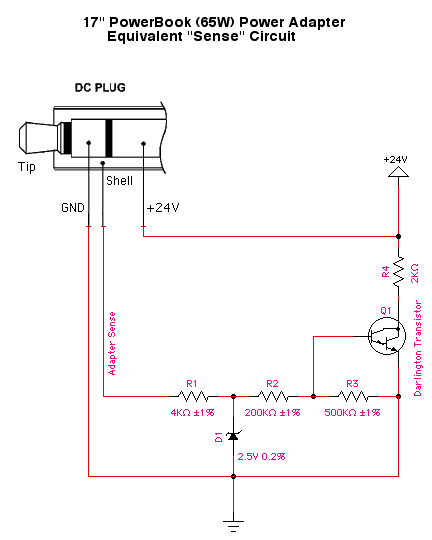 17" PowerBook (65W) Power Adapter
Equivalent "Sense" Circuit
DC PLUG
Tip
Shell
GND
+24V
+24V
R4
2KΩ
Q1
Darlington Transistor
Adapter Sense
R1
4KΩ ±1%
R2
200KΩ ±1%
R3
500KΩ ±1%
D1
2.5V 0.2%